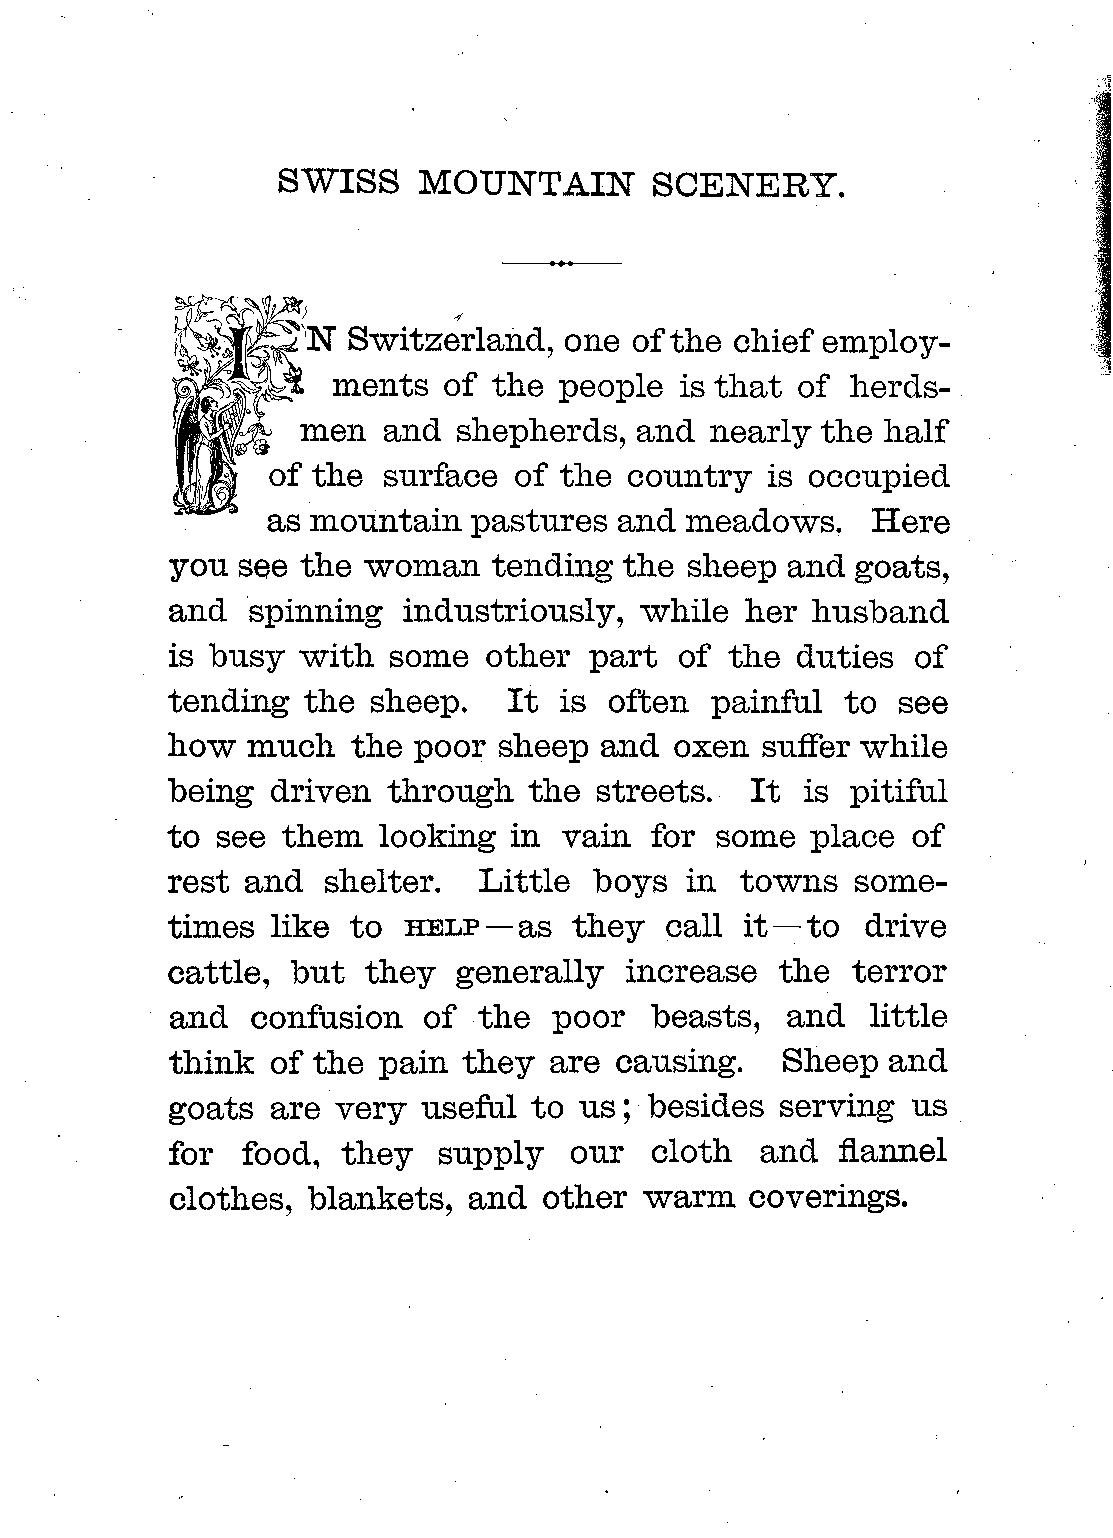 SWISS MOUNTAIN SCENERY.
IN Switzerland, one of the chief employ-
ments of the people is that of herds-
men and shepherds, and nearly the half
of the surface of the country is occupied
as mountain pastures and meadows. Here
you see the woman tending the sheep and goats,
and spinning industriously, while her husband
is busy with some other part of the duties of
tending the sheep. It is often painful to see
how much the poor sheep and oxen suffer while
being driven through the streets. It is pitiful
to see them looking in vain for some place of
rest and shelter. Little boys in towns some-
times like to HELP—as they call it—to drive
cattle, but they generally increase the terror
and confusion of the poor beasts, and little
think of the pain they are causing. Sheep and
goats are very useful to us; besides serving us
for food, they supply our cloth and flannel
clothes, blankets, and other warm coverings.